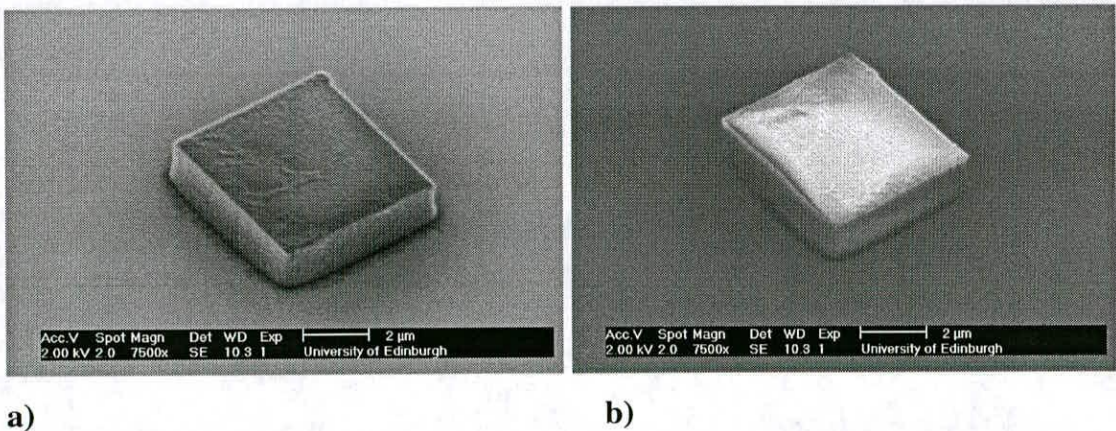 Acc.V Spot Magn Det WD Exp 2 µm
2.00 kV 2.0 7500x SE 10.3 1 University of Edinburgh
Acc.V Spot Magn Det WD Exp 2 µm
2.00 kV 2.0 7500x SE 10.3 1 University of Edinburgh
a) b)